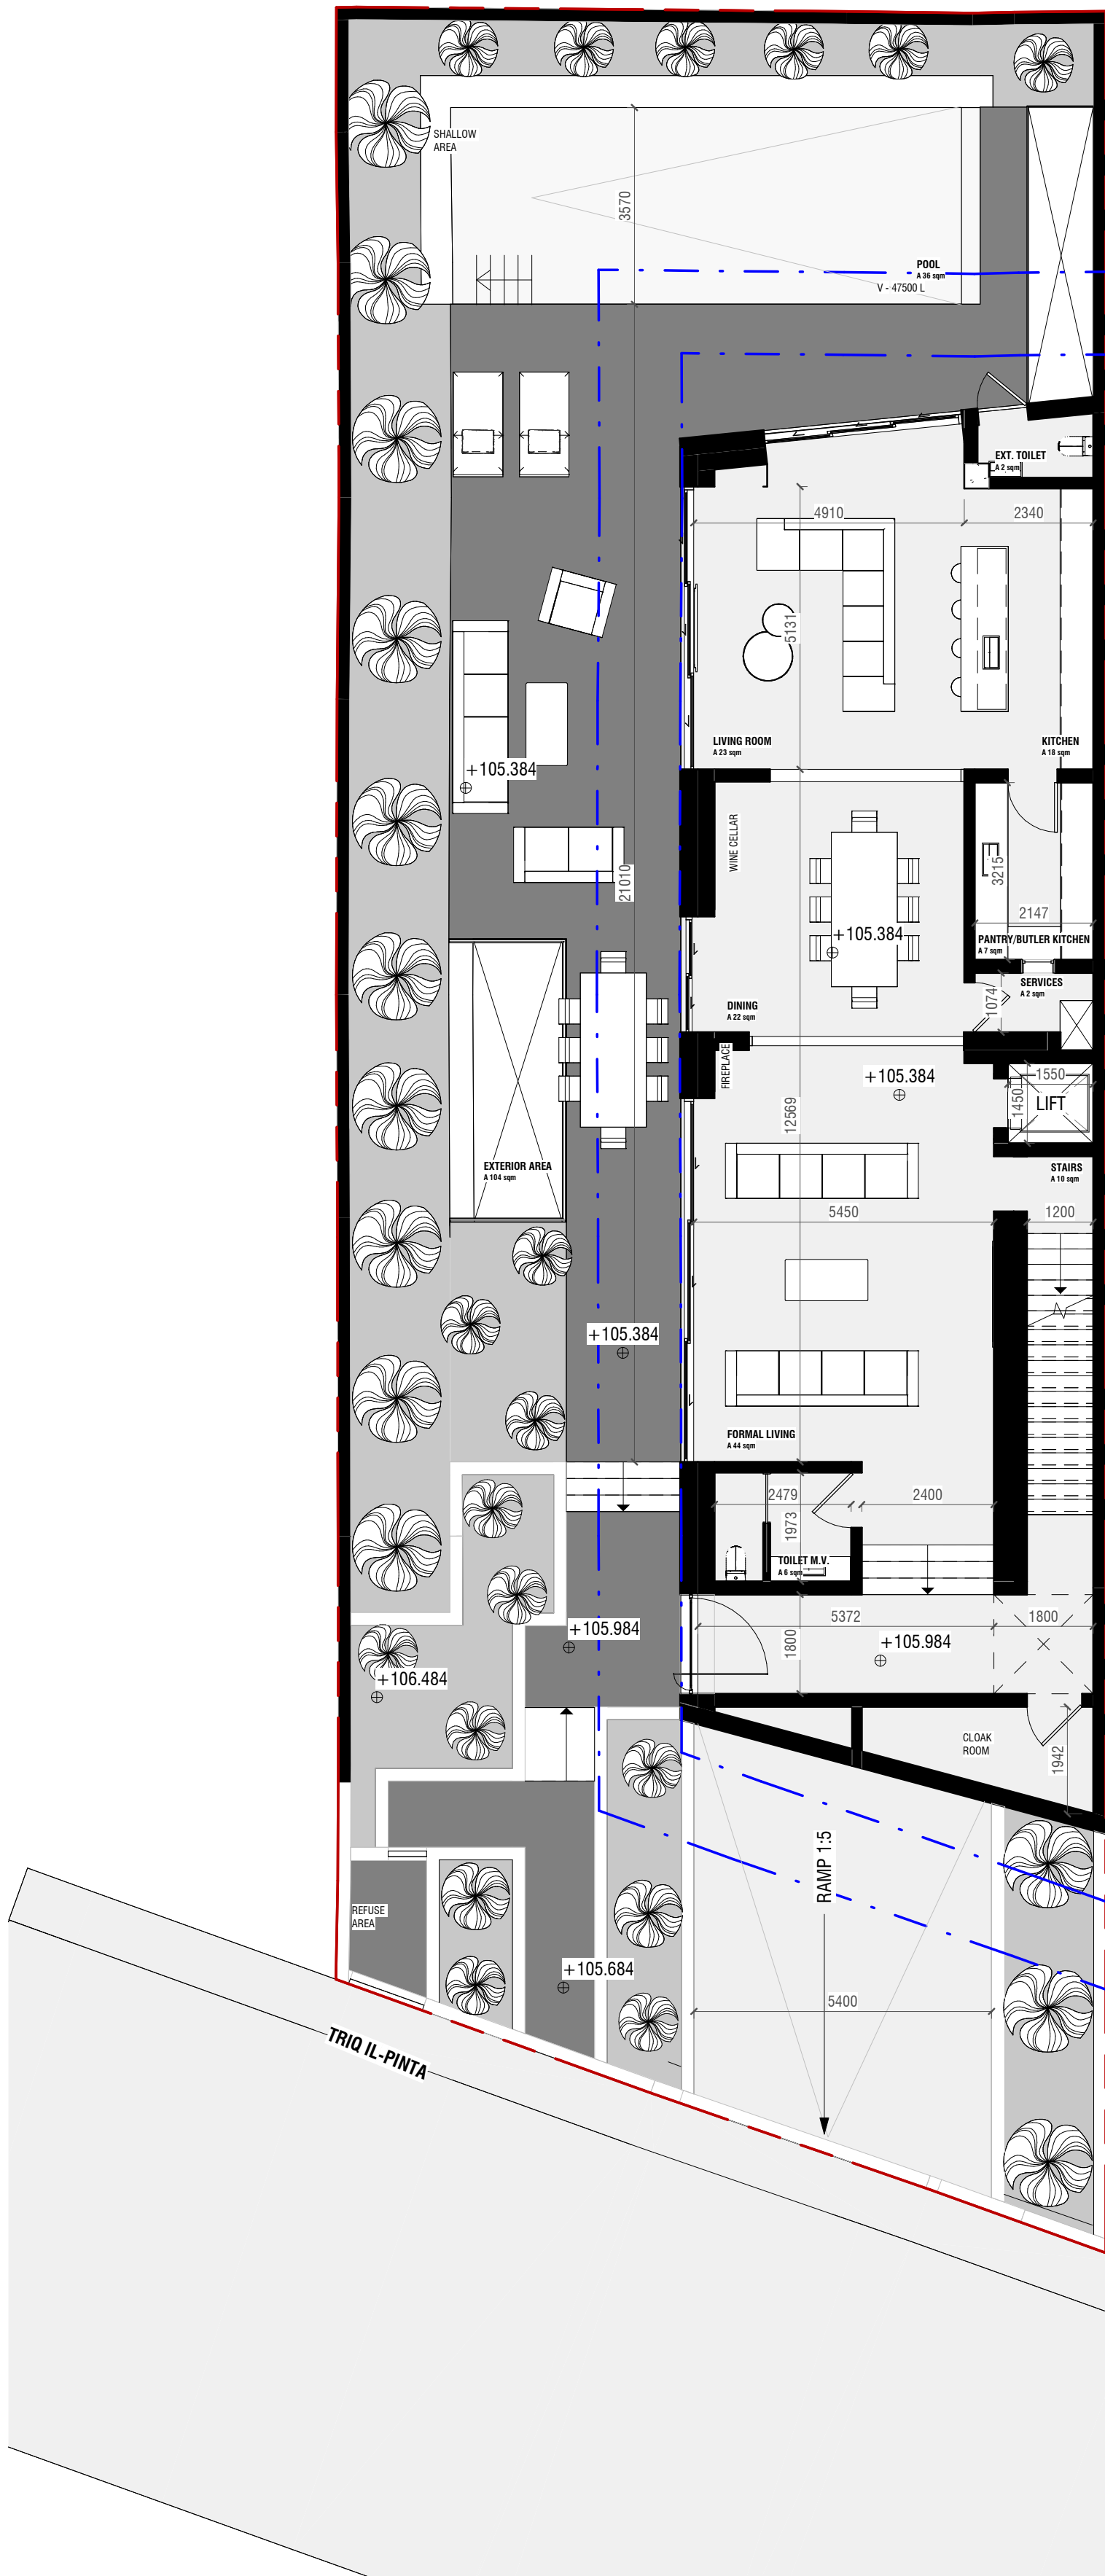 SHALLOW
AREA
3570
POOL
A 36 sqm
V - 47500 L
EXT. TOILET
A 2 sqm
4910
2340
5131
LIVING ROOM
A 23 sqm
KITCHEN
A 18 sqm
+105.384
WINE CELLAR
21010
3215
2147
+105.384
PANTRY/BUTLER KITCHEN
A 7 sqm
SERVICES
A 2 sqm
1074
DINING
A 22 sqm
FIREPLACE
+105.384
1550
1450
LIFT
12569
EXTERIOR AREA
A 104 sqm
STAIRS
A 10 sqm
5450
1200
+105.384
FORMAL LIVING
A 44 sqm
2479
2400
1973
TOILET M.V.
A 6 sqm
5372
1800
+105.984
1800
+105.984
+106.484
CLOAK
ROOM
1942
RAMP 1:5
REFUSE
AREA
+105.684
5400
TRIQ IL-PINTA